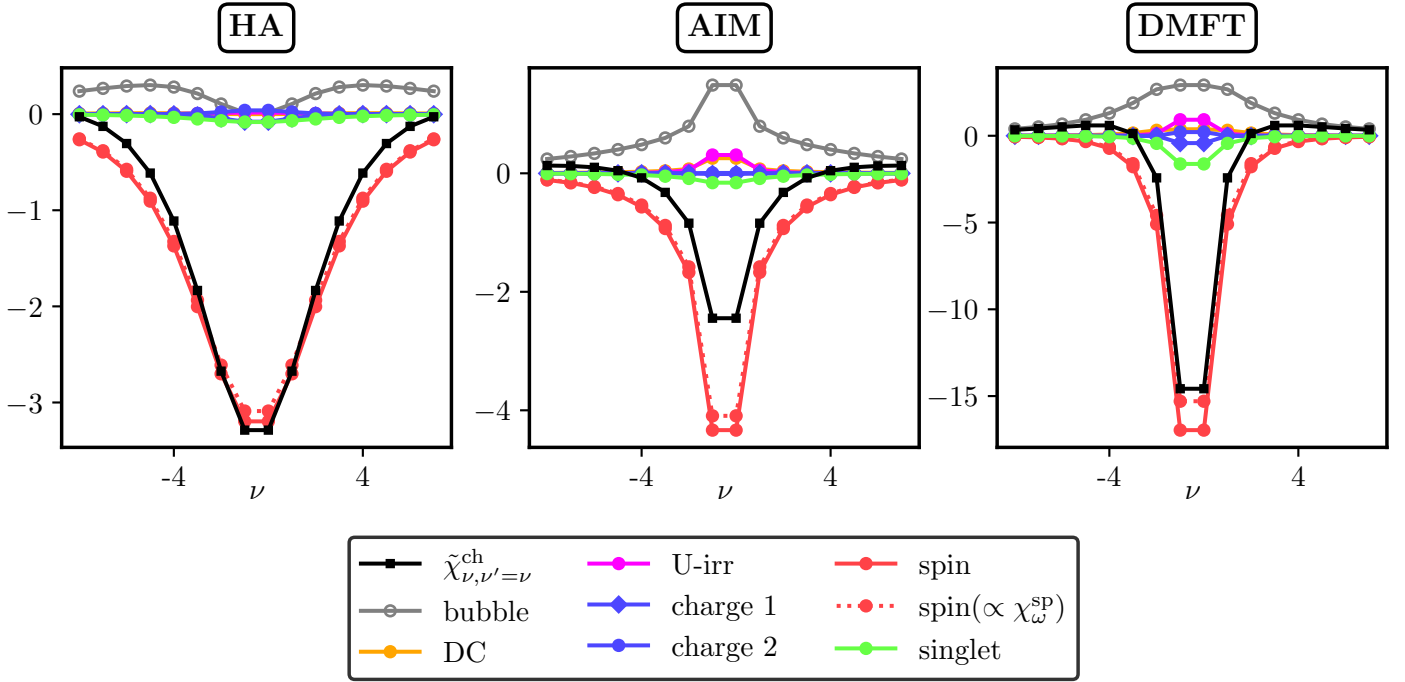 HA
AIM
DMFT
0
−1
−2
−3
-4
4
ν
0
−2
−4
-4
4
ν
0
−5
−10
−15
-4
4
ν
χ̃^ch_ν,ν′=ν
bubble
DC
U-irr
charge 1
charge 2
spin
spin(∝ χ^sp_ω)
singlet